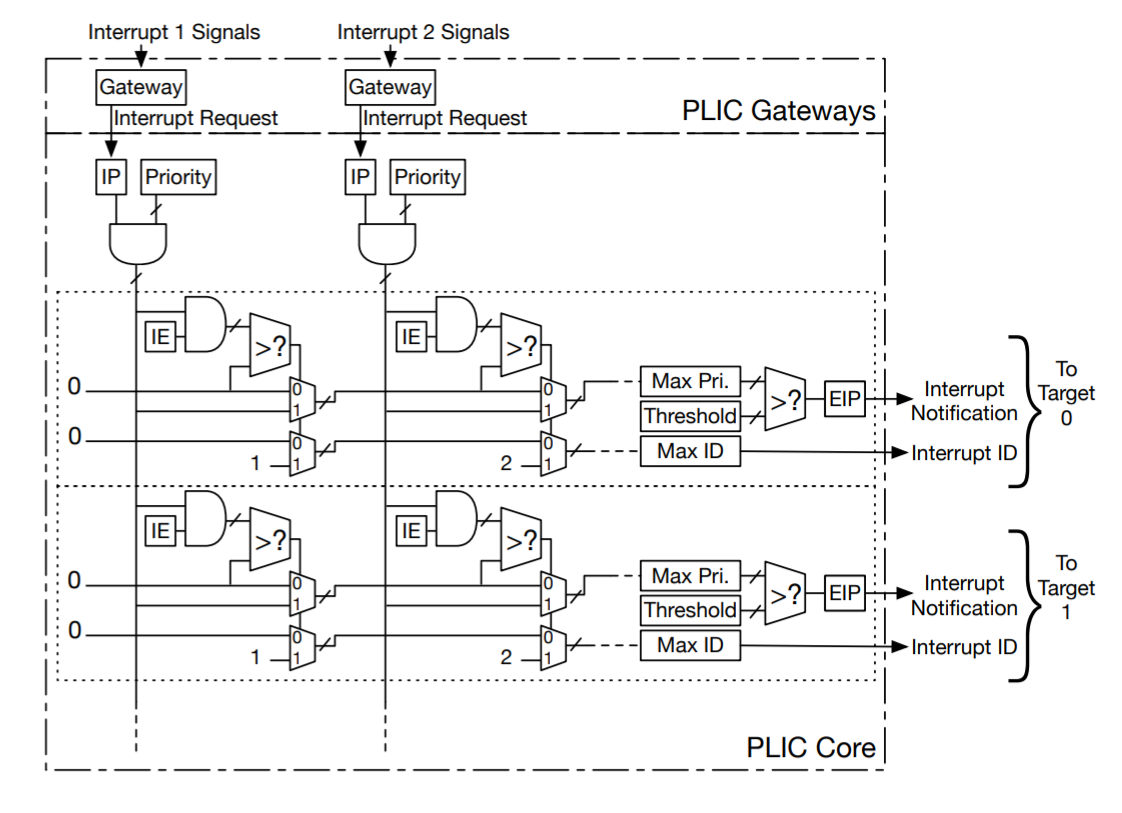 Interrupt 1 Signals
Interrupt 2 Signals
Gateway
Gateway
Interrupt Request
Interrupt Request
PLIC Gateways
IP
Priority
IP
Priority
IE
>?
IE
>?
0
0
1
0
1
Max Pri.
Threshold
>?
EIP
Interrupt
Notification
0
0
1
1
2
0
1
Max ID
Interrupt ID
To
Target
0
IE
>?
IE
>?
0
0
1
0
1
Max Pri.
Threshold
>?
EIP
Interrupt
Notification
0
0
1
1
2
0
1
Max ID
Interrupt ID
To
Target
1
PLIC Core